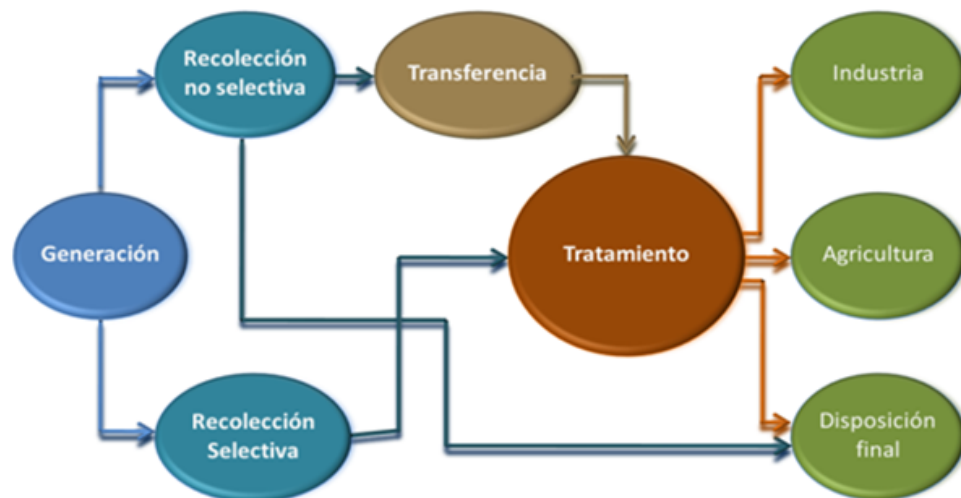 Recolección
no selectiva
Transferencia
Industria
Generación
Tratamiento
Agricultura
Recolección
Selectiva
Disposición
final